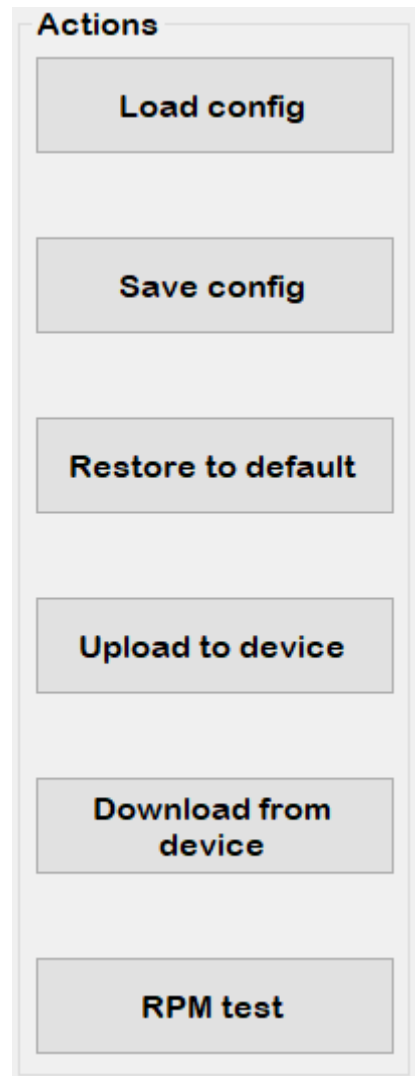 Actions
Load config
Save config
Restore to default
Upload to device
Download from
device
RPM test